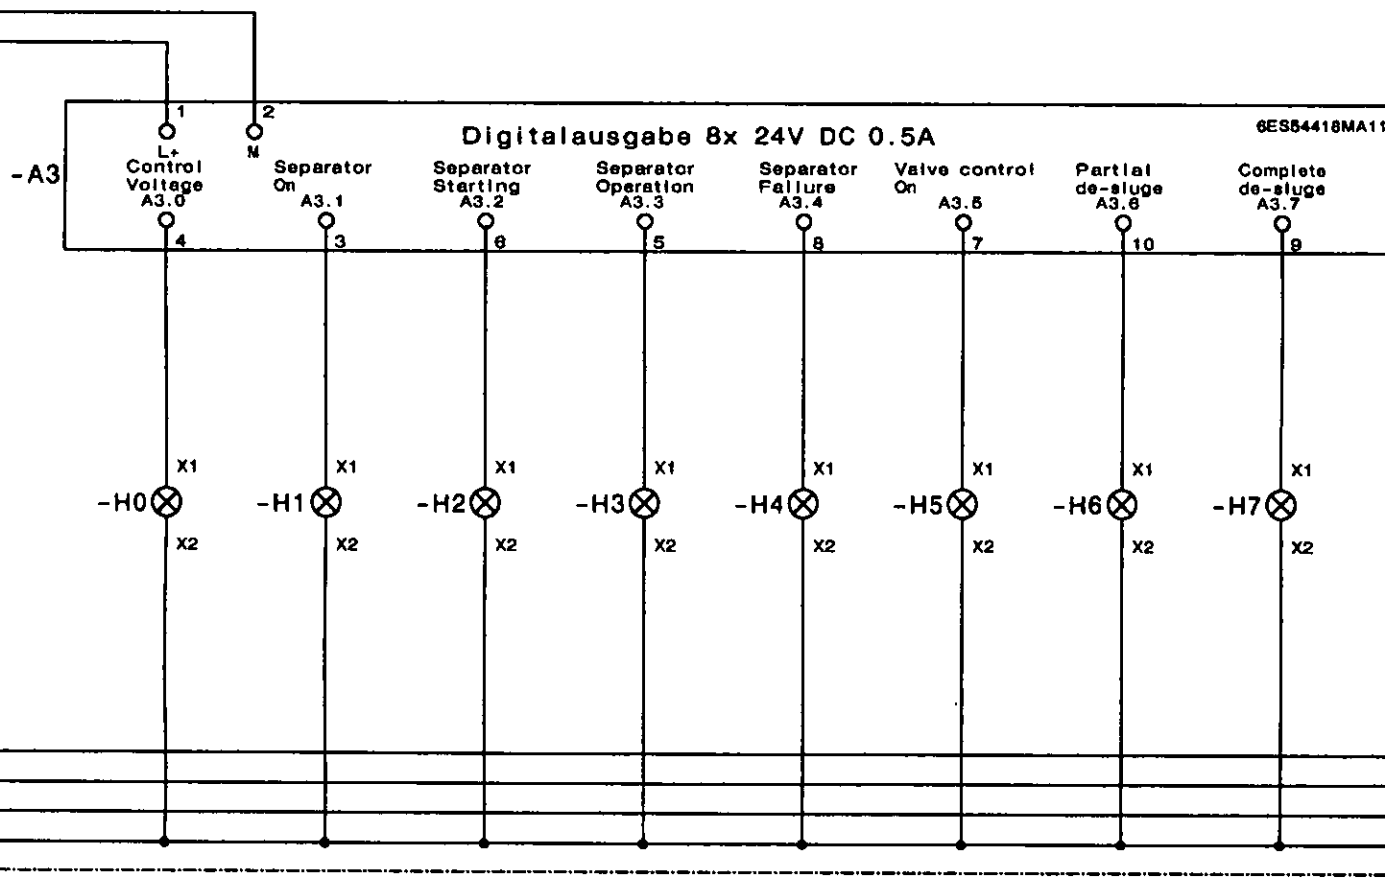 1 2
L+ M
Digitalausgabe 8x 24V DC 0.5A
6ES54418MA11
-A3
Control Voltage A3.0
Separator On A3.1
Separator Starting A3.2
Separator Operation A3.3
Separator Failure A3.4
Valve control On A3.5
Partial de-sluge A3.6
Complete de-sluge A3.7
4 3 6 5 8 7 10 9
X1 X1 X1 X1 X1 X1 X1 X1
-H0 -H1 -H2 -H3 -H4 -H5 -H6 -H7
X2 X2 X2 X2 X2 X2 X2 X2